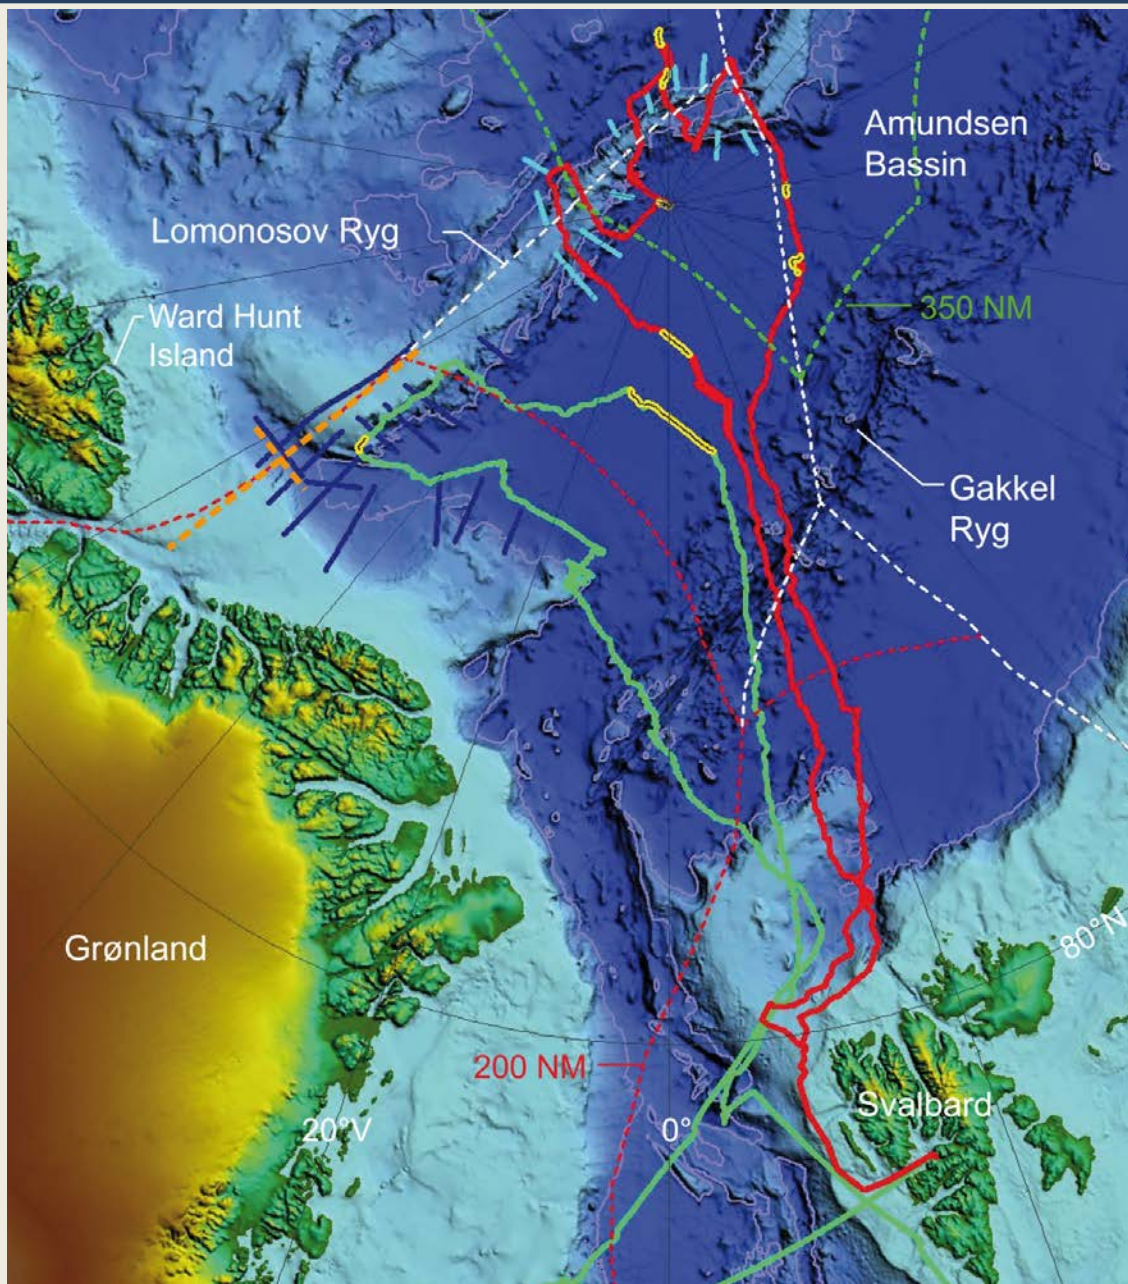 Amundsen
Bassin
Lomonosov Ryg
350 NM
Ward Hunt
Island
Gakkel
Ryg
Grønland
80°N
200 NM
Svalbard
20°V
0°